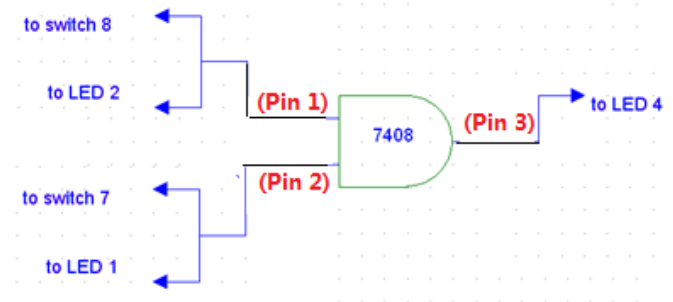 to switch 8
to LED 2
(Pin 1)
7408
(Pin 3)
to LED 4
(Pin 2)
to switch 7
to LED 1